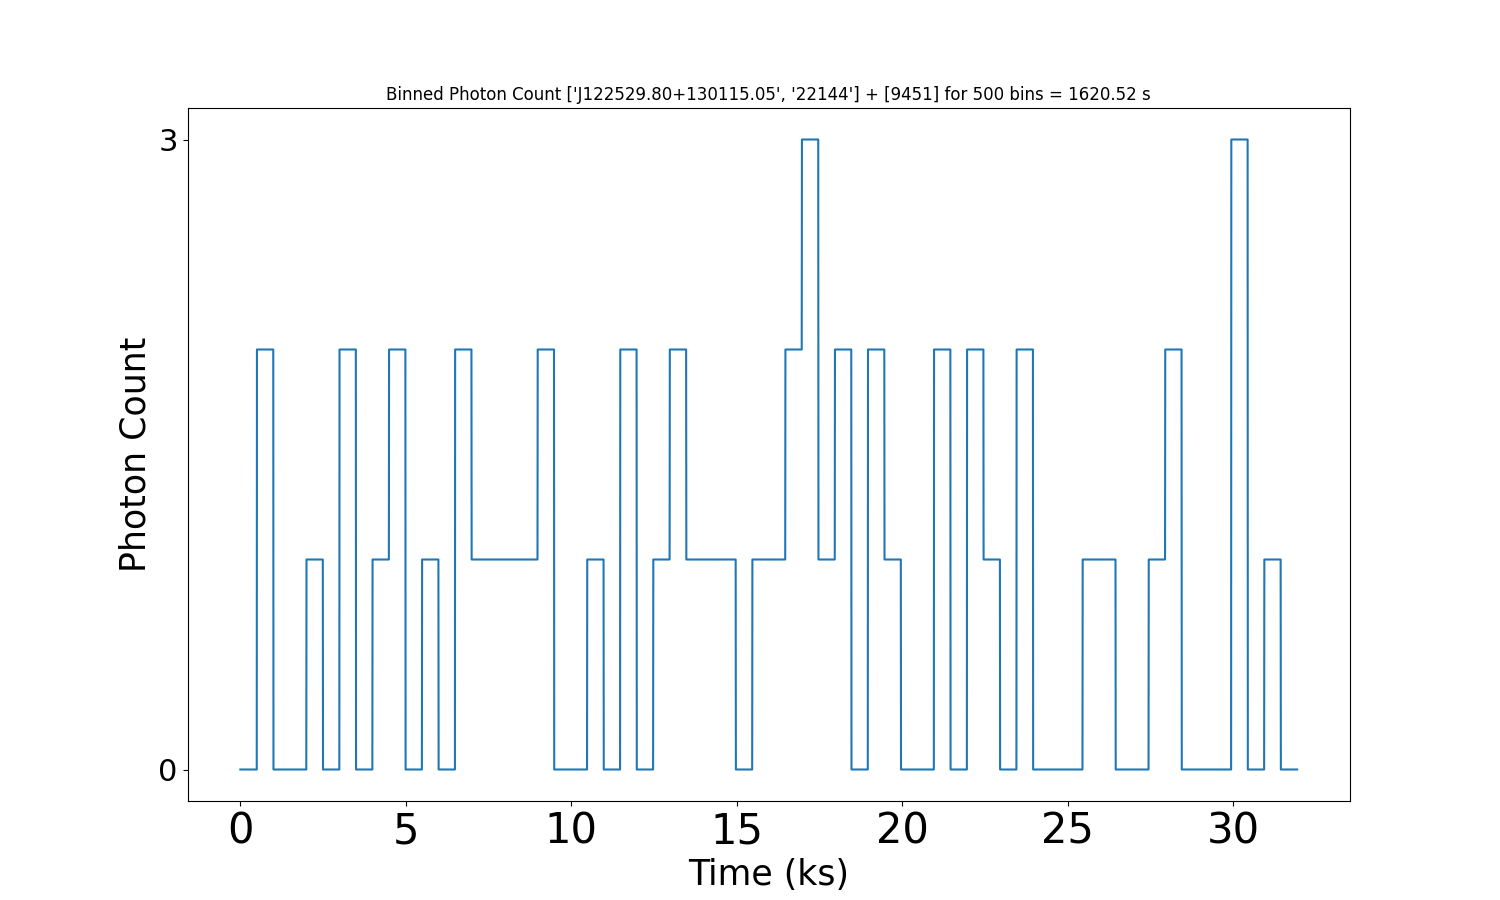 Binned Photon Count ['J122529.80+130115.05', '22144'] + [9451] for 500 bins = 1620.52 s
3
Photon Count
0
0 5 10 15 20 25 30
Time (ks)